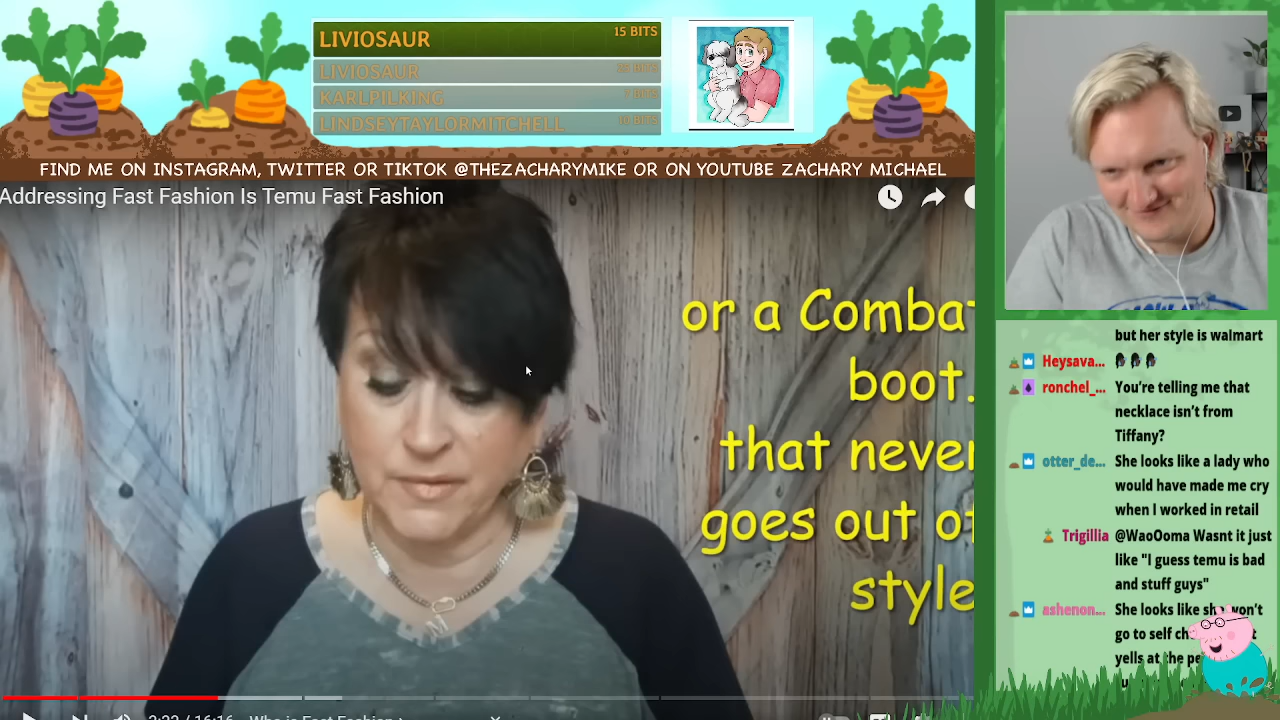 LIVIOSAUR
15 BITS
LIVIOSAUR
25 BITS
KARLPILKING
LINDSEYTAYLORMITCHELL
FIND ME ON INSTAGRAM, TWITTER OR TIKTOK @THEZACHARYMIKE OR ON YOUTUBE ZACHARY MICHAEL
Addressing Fast Fashion Is Temu Fast Fashion
or a Combat
boot.
that never
goes out of
style
but her style is walmart
Heysava...
ronchel_... You're telling me that
necklace isn't from
Tiffany?
otter_de... She looks like a lady who
would have made me cry
when I worked in retail
Trigillia @WaoOoma Wasnt it just
like "I guess temu is bad
and stuff guys"
ashenon... She looks like she won't
go to self
yells at the